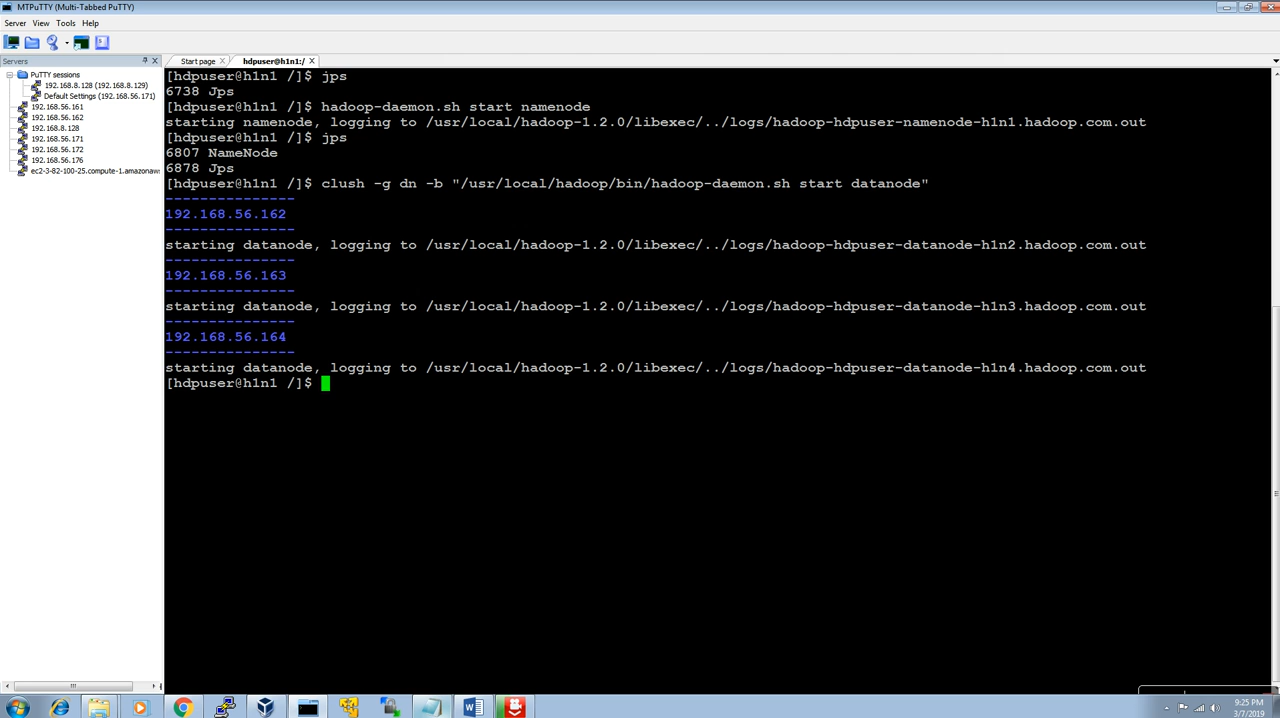 MTPuTTY (Multi-Tabbed PuTTY)
Server View Tools Help
Servers
Start page
hdpuser@h1n1:/
PuTTY sessions
192.168.8.128 (192.168.8.129)
Default Settings (192.168.56.171)
192.168.56.161
192.168.56.162
192.168.8.128
192.168.56.171
192.168.56.172
192.168.56.176
ec2-3-82-100-25.compute-1.amazonaw
[hdpuser@h1n1 /]$ jps
6738 Jps
[hdpuser@h1n1 /]$ hadoop-daemon.sh start namenode
starting namenode, logging to /usr/local/hadoop-1.2.0/libexec/../logs/hadoop-hdpuser-namenode-h1n1.hadoop.com.out
[hdpuser@h1n1 /]$ jps
6807 NameNode
6878 Jps
[hdpuser@h1n1 /]$ clush -g dn -b "/usr/local/hadoop/bin/hadoop-daemon.sh start datanode"
---------------
192.168.56.162
---------------
starting datanode, logging to /usr/local/hadoop-1.2.0/libexec/../logs/hadoop-hdpuser-datanode-h1n2.hadoop.com.out
---------------
192.168.56.163
---------------
starting datanode, logging to /usr/local/hadoop-1.2.0/libexec/../logs/hadoop-hdpuser-datanode-h1n3.hadoop.com.out
---------------
192.168.56.164
---------------
starting datanode, logging to /usr/local/hadoop-1.2.0/libexec/../logs/hadoop-hdpuser-datanode-h1n4.hadoop.com.out
[hdpuser@h1n1 /]$
9:25 PM
3/7/2019